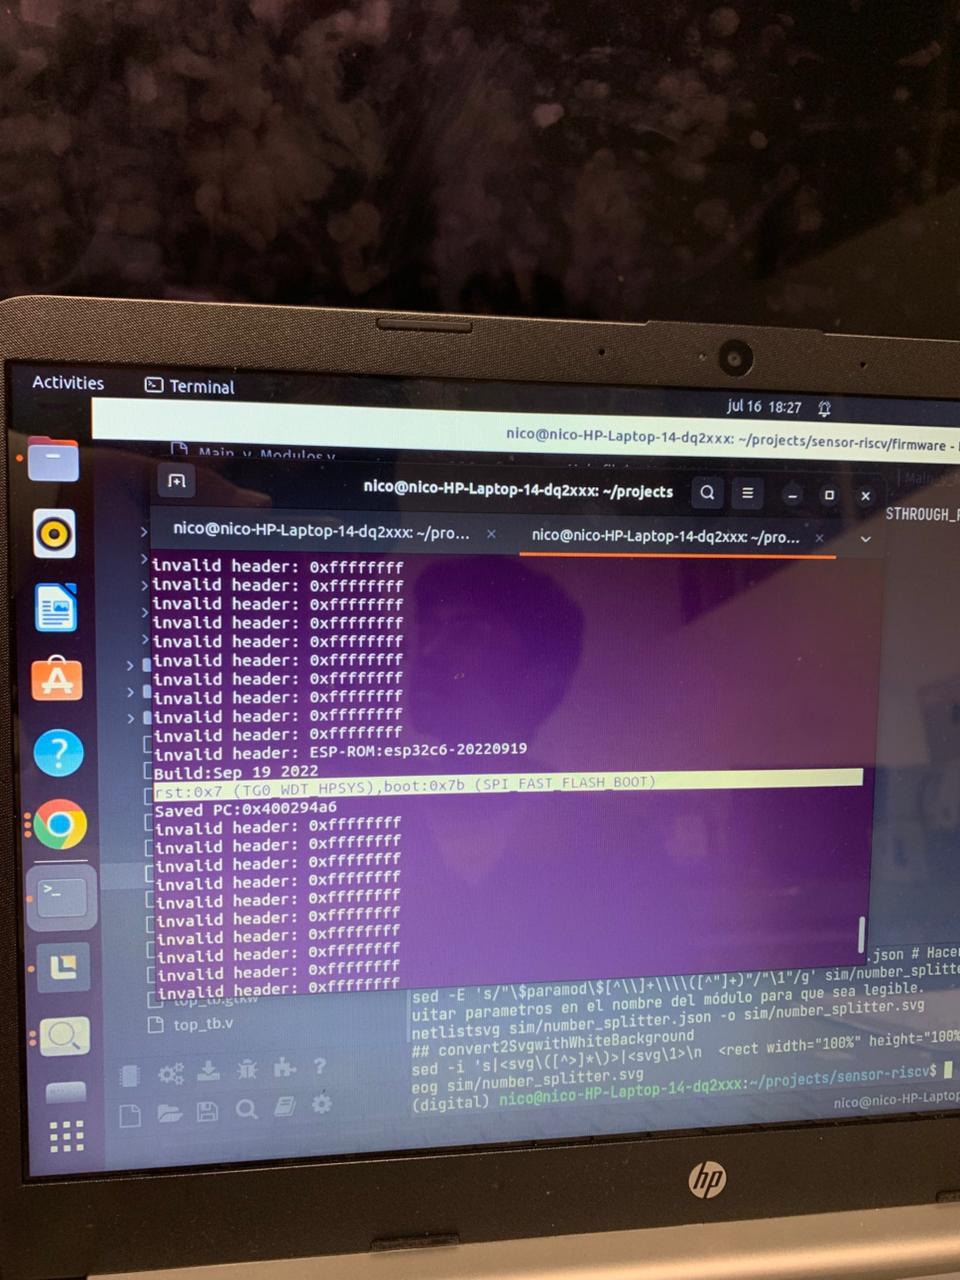 Activities
Terminal
jul 16 18:27
nico@nico-HP-Laptop-14-dq2xxx: ~/projects/sensor-riscv/firmware -
Main_y_Modulos.v
nico@nico-HP-Laptop-14-dq2xxx: ~/projects
STHROUGH_
nico@nico-HP-Laptop-14-dq2xxx: ~/pro...
nico@nico-HP-Laptop-14-dq2xxx: ~/pro...
invalid header: 0xffffffff
invalid header: 0xffffffff
invalid header: 0xffffffff
invalid header: 0xffffffff
invalid header: 0xffffffff
invalid header: 0xffffffff
invalid header: 0xffffffff
invalid header: 0xffffffff
invalid header: 0xffffffff
invalid header: 0xffffffff
invalid header: ESP-ROM:esp32c6-20220919
Build:Sep 19 2022
rst:0x7 (TG0_WDT_HPSYS),boot:0x7b (SPI_FAST_FLASH_BOOT)
Saved PC:0x400294a6
invalid header: 0xffffffff
invalid header: 0xffffffff
invalid header: 0xffffffff
invalid header: 0xffffffff
invalid header: 0xffffffff
invalid header: 0xffffffff
invalid header: 0xffffffff
invalid header: 0xffffffff
invalid header: 0xffffffff
invalid header: 0xffffffff
.json # Hacer
sed -E 's/"\$paramod\$[^\\]+\\\\([^"]+)"/"\1"/g' sim/number_splitte
uitar parametros en el nombre del módulo para que sea legible.
netlistsvg sim/number_splitter.json -o sim/number_splitter.svg
## convert2SvgwithWhiteBackground
sed -i 's|<svg\([^>]*\)>|<svg\1>\n <rect width="100%" height="100%
eog sim/number_splitter.svg
(digital) nico@nico-HP-Laptop-14-dq2xxx:~/projects/sensor-riscv$
top_tb.gtkw
top_tb.v
nico@nico-HP-Lapto
hp